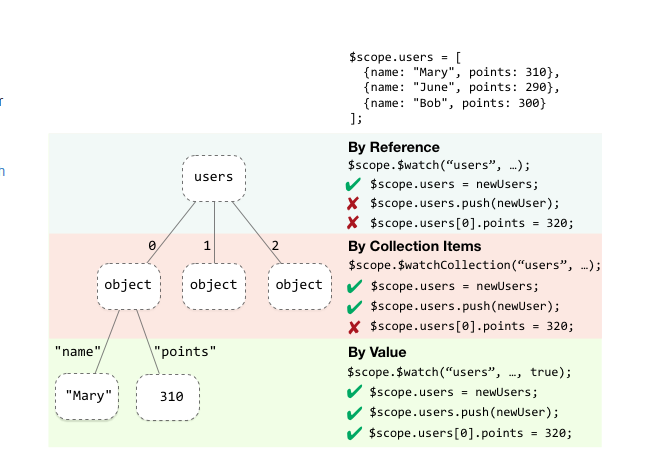 $scope.users = [
{name: "Mary", points: 310},
{name: "June", points: 290},
{name: "Bob", points: 300}
];
By Reference
$scope.$watch(“users”, …);
✔ $scope.users = newUsers;
✘ $scope.users.push(newUser);
✘ $scope.users[0].points = 320;
users
0 1 2
By Collection Items
$scope.$watchCollection(“users”, …);
✔ $scope.users = newUsers;
✔ $scope.users.push(newUser);
✘ $scope.users[0].points = 320;
object object object
"name" "points"
By Value
$scope.$watch(“users”, …, true);
✔ $scope.users = newUsers;
✔ $scope.users.push(newUser);
✔ $scope.users[0].points = 320;
"Mary" 310